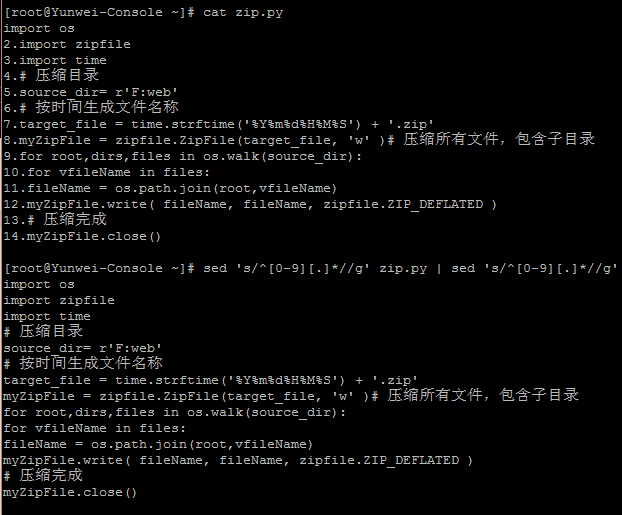 [root@Yunwei-Console ~]# cat zip.py
import os
2.import zipfile
3.import time
4.# 压缩目录
5.source_dir= r'F:web'
6.# 按时间生成文件名称
7.target_file = time.strftime('%Y%m%d%H%M%S') + '.zip'
8.myZipFile = zipfile.ZipFile(target_file, 'w' )# 压缩所有文件，包含子目录
9.for root,dirs,files in os.walk(source_dir):
10.for vfileName in files:
11.fileName = os.path.join(root,vfileName)
12.myZipFile.write( fileName, fileName, zipfile.ZIP_DEFLATED )
13.# 压缩完成
14.myZipFile.close()
[root@Yunwei-Console ~]# sed 's/^[0-9][.]*//g' zip.py | sed 's/^[0-9][.]*//g'
import os
import zipfile
import time
# 压缩目录
source_dir= r'F:web'
# 按时间生成文件名称
target_file = time.strftime('%Y%m%d%H%M%S') + '.zip'
myZipFile = zipfile.ZipFile(target_file, 'w' )# 压缩所有文件，包含子目录
for root,dirs,files in os.walk(source_dir):
for vfileName in files:
fileName = os.path.join(root,vfileName)
myZipFile.write( fileName, fileName, zipfile.ZIP_DEFLATED )
# 压缩完成
myZipFile.close()